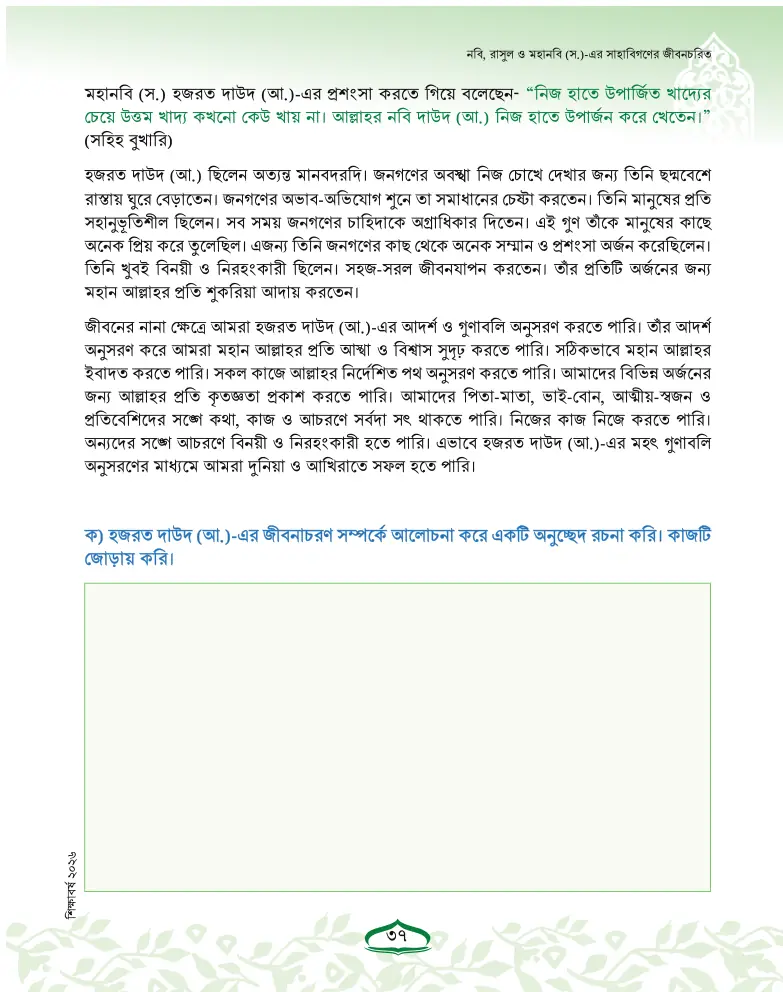 নবি, রাসুল ও মহানবি (স.)-এর সাহাবিগণের জীবনচরিত
মহানবি (স.) হজরত দাউদ (আ.)-এর প্রশংসা করতে গিয়ে বলেছেন- “নিজ হাতে উপার্জিত খাদ্যের
চেয়ে উত্তম খাদ্য কখনো কেউ খায় না। আল্লাহর নবি দাউদ (আ.) নিজ হাতে উপার্জন করে খেতেন।”
(সহিহ বুখারি)
হজরত দাউদ (আ.) ছিলেন অত্যন্ত মানবদরদি। জনগণের অবস্থা নিজ চোখে দেখার জন্য তিনি ছদ্মবেশে
রাস্তায় ঘুরে বেড়াতেন। জনগণের অভাব-অভিযোগ শুনে তা সমাধানের চেষ্টা করতেন। তিনি মানুষের প্রতি
সহানুভূতিশীল ছিলেন। সব সময় জনগণের চাহিদাকে অগ্রাধিকার দিতেন। এই গুণ তাঁকে মানুষের কাছে
অনেক প্রিয় করে তুলেছিল। এজন্য তিনি জনগণের কাছ থেকে অনেক সম্মান ও প্রশংসা অর্জন করেছিলেন।
তিনি খুবই বিনয়ী ও নিরহংকারী ছিলেন। সহজ-সরল জীবনযাপন করতেন। তাঁর প্রতিটি অর্জনের জন্য
মহান আল্লাহর প্রতি শুকরিয়া আদায় করতেন।
জীবনের নানা ক্ষেত্রে আমরা হজরত দাউদ (আ.)-এর আদর্শ ও গুণাবলি অনুসরণ করতে পারি। তাঁর আদর্শ
অনুসরণ করে আমরা মহান আল্লাহর প্রতি আস্থা ও বিশ্বাস সুদৃঢ় করতে পারি। সঠিকভাবে মহান আল্লাহর
ইবাদত করতে পারি। সকল কাজে আল্লাহর নির্দেশিত পথ অনুসরণ করতে পারি। আমাদের বিভিন্ন অর্জনের
জন্য আল্লাহর প্রতি কৃতজ্ঞতা প্রকাশ করতে পারি। আমাদের পিতা-মাতা, ভাই-বোন, আত্মীয়-স্বজন ও
প্রতিবেশিদের সঙ্গে কথা, কাজ ও আচরণে সর্বদা সৎ থাকতে পারি। নিজের কাজ নিজে করতে পারি।
অন্যদের সঙ্গে আচরণে বিনয়ী ও নিরহংকারী হতে পারি। এভাবে হজরত দাউদ (আ.)-এর মহৎ গুণাবলি
অনুসরণের মাধ্যমে আমরা দুনিয়া ও আখিরাতে সফল হতে পারি।
ক) হজরত দাউদ (আ.)-এর জীবনাচরণ সম্পর্কে আলোচনা করে একটি অনুচ্ছেদ রচনা করি। কাজটি
জোড়ায় করি।
শিক্ষাবর্ষ ২০২৬
৩৭